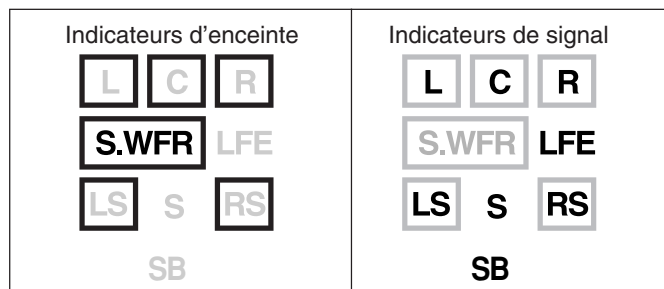 Indicateurs d'enceinte
L C R
S.WFR LFE
LS S RS
SB
Indicateurs de signal
L C R
S.WFR LFE
LS S RS
SB